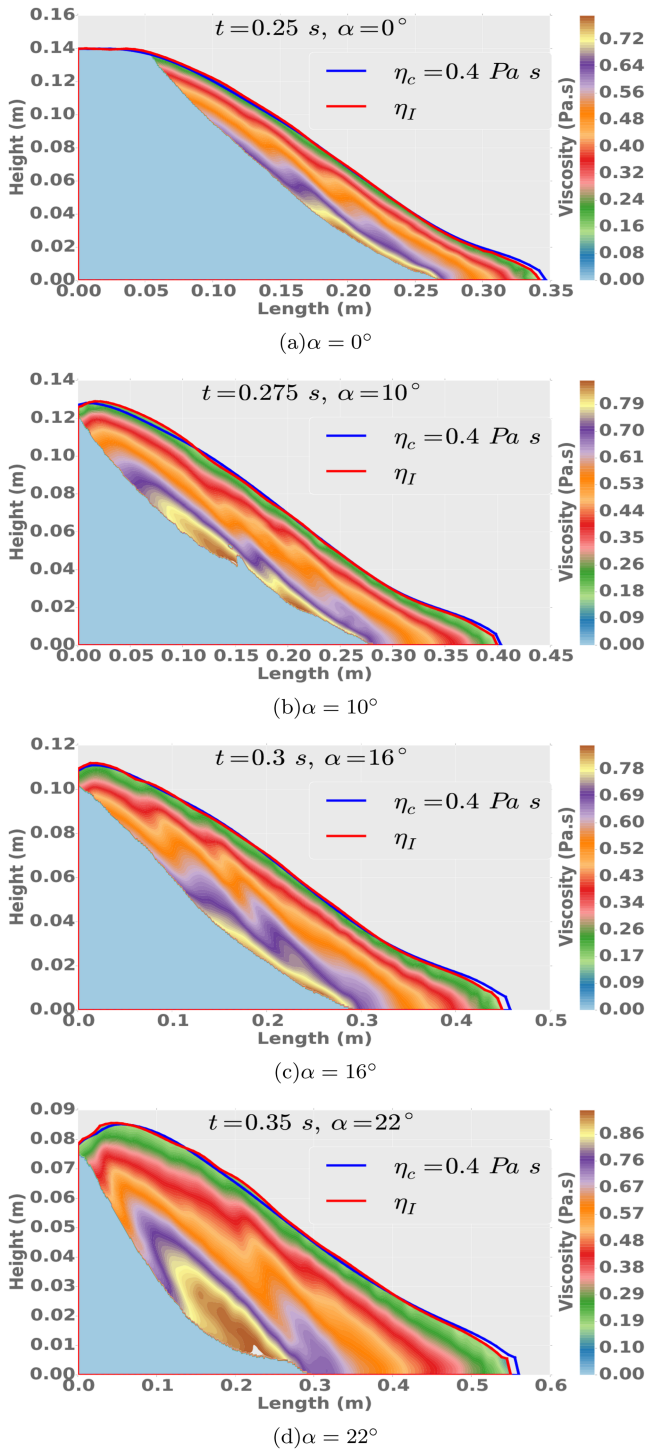 t=0.25 s, α=0°
η_c=0.4 Pa s
η_I
Height (m)
0.16
0.14
0.12
0.10
0.08
0.06
0.04
0.02
0.00
0.00 0.05 0.10 0.15 0.20 0.25 0.30 0.35
Length (m)
Viscosity (Pa.s)
0.72
0.64
0.56
0.48
0.40
0.32
0.24
0.16
0.08
0.00
(a)α = 0°
t=0.275 s, α=10°
η_c=0.4 Pa s
η_I
Height (m)
0.14
0.12
0.10
0.08
0.06
0.04
0.02
0.00
0.00 0.05 0.10 0.15 0.20 0.25 0.30 0.35 0.40 0.45
Length (m)
Viscosity (Pa.s)
0.79
0.70
0.61
0.53
0.44
0.35
0.26
0.18
0.09
0.00
(b)α = 10°
t=0.3 s, α=16°
η_c=0.4 Pa s
η_I
Height (m)
0.12
0.10
0.08
0.06
0.04
0.02
0.00
0.0 0.1 0.2 0.3 0.4 0.5
Length (m)
Viscosity (Pa.s)
0.78
0.69
0.60
0.52
0.43
0.34
0.26
0.17
0.09
0.00
(c)α = 16°
t=0.35 s, α=22°
η_c=0.4 Pa s
η_I
Height (m)
0.09
0.08
0.07
0.06
0.05
0.04
0.03
0.02
0.01
0.00
0.0 0.1 0.2 0.3 0.4 0.5 0.6
Length (m)
Viscosity (Pa.s)
0.86
0.76
0.67
0.57
0.48
0.38
0.29
0.19
0.10
0.00
(d)α = 22°